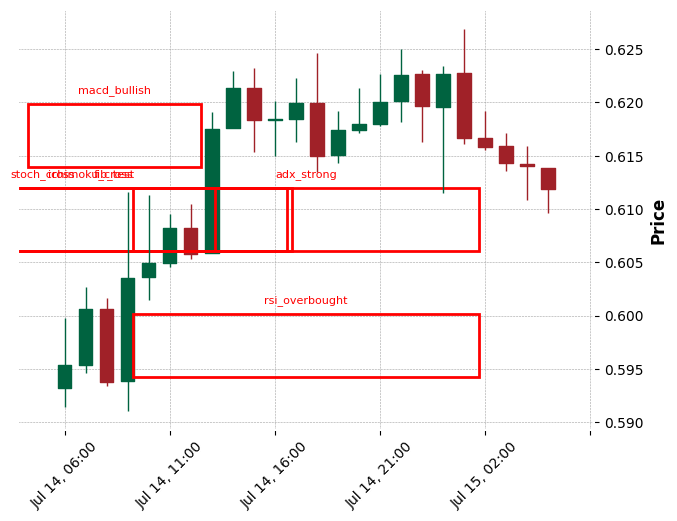 0.625
macd_bullish
0.620
0.615
adx_strong
0.610
Price
0.605
rsi_overbought
0.600
0.595
0.590
Jul 14, 06:00
Jul 14, 11:00
Jul 14, 16:00
Jul 14, 21:00
Jul 15, 02:00